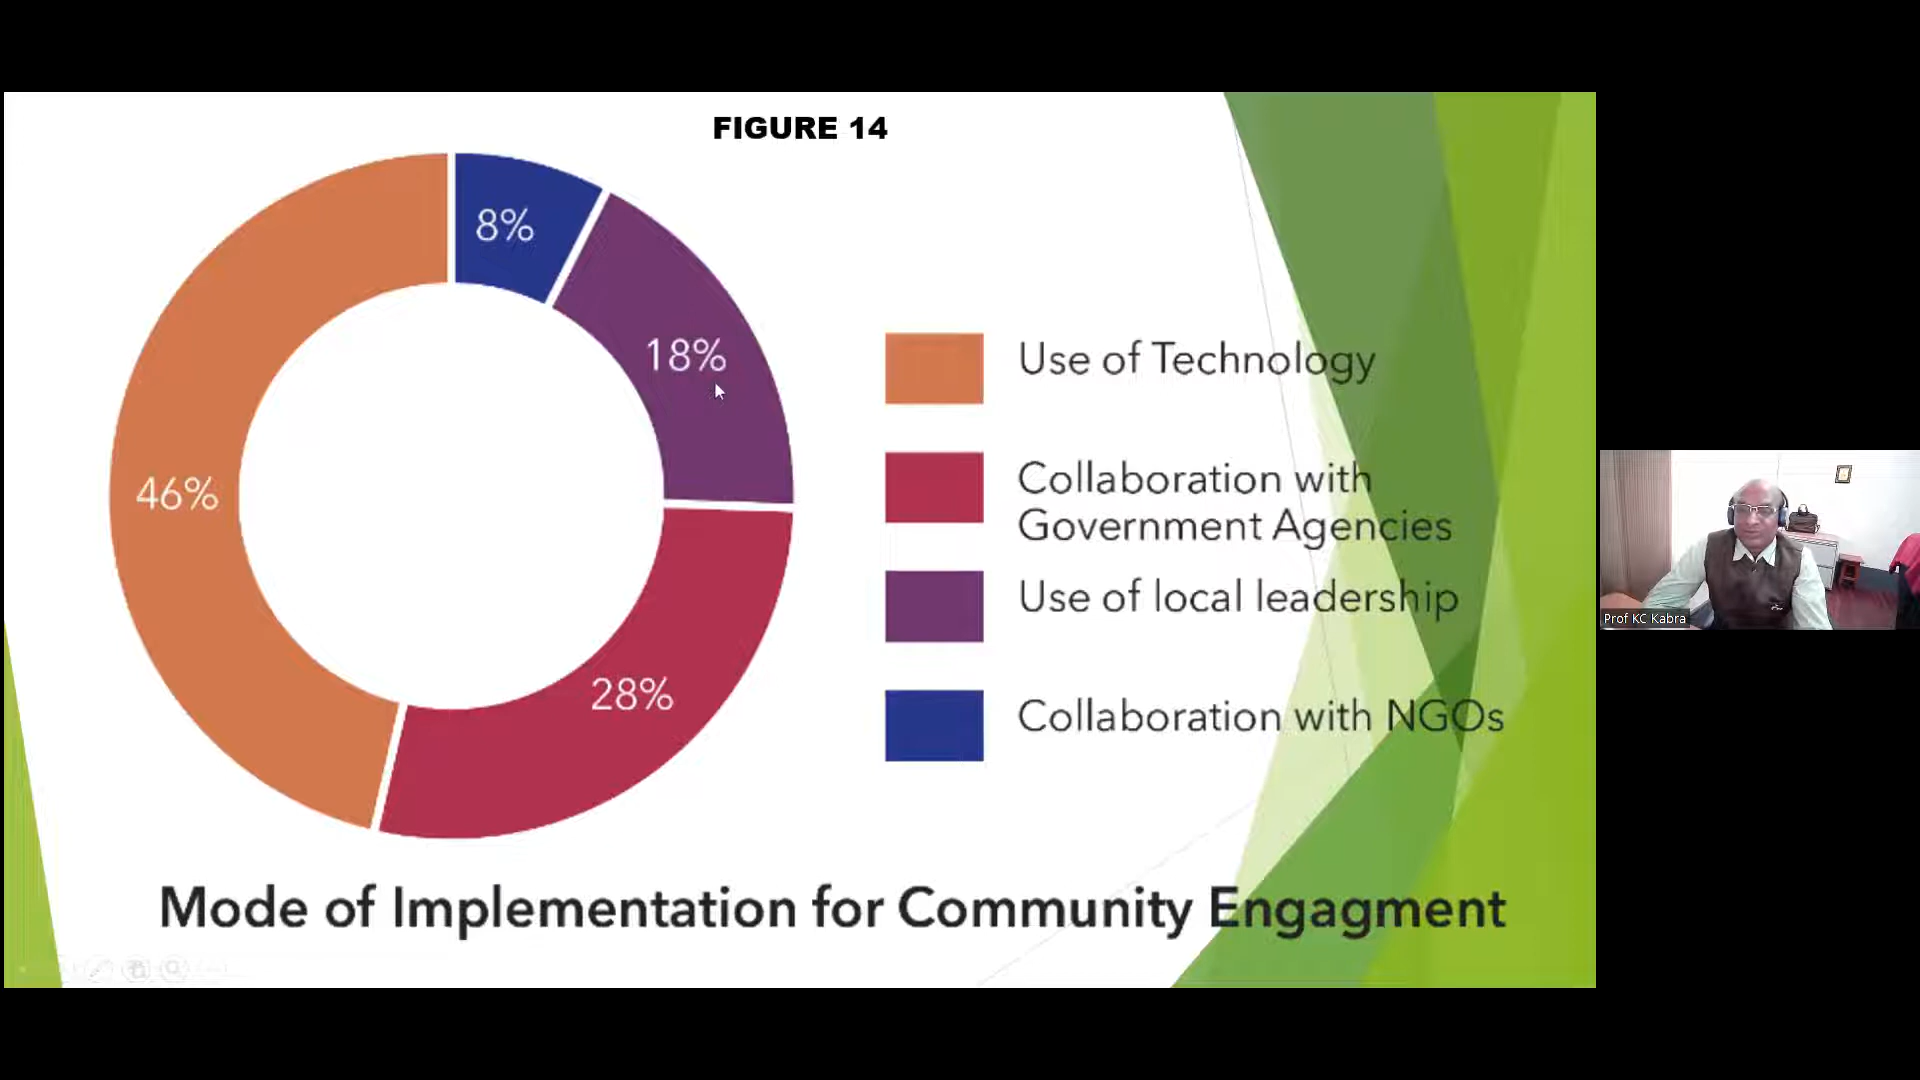 FIGURE 14
8%
18%
46%
28%
Use of Technology
Collaboration with
Government Agencies
Use of local leadership
Collaboration with NGOs
Mode of Implementation for Community Engagment
Prof KC Kabra